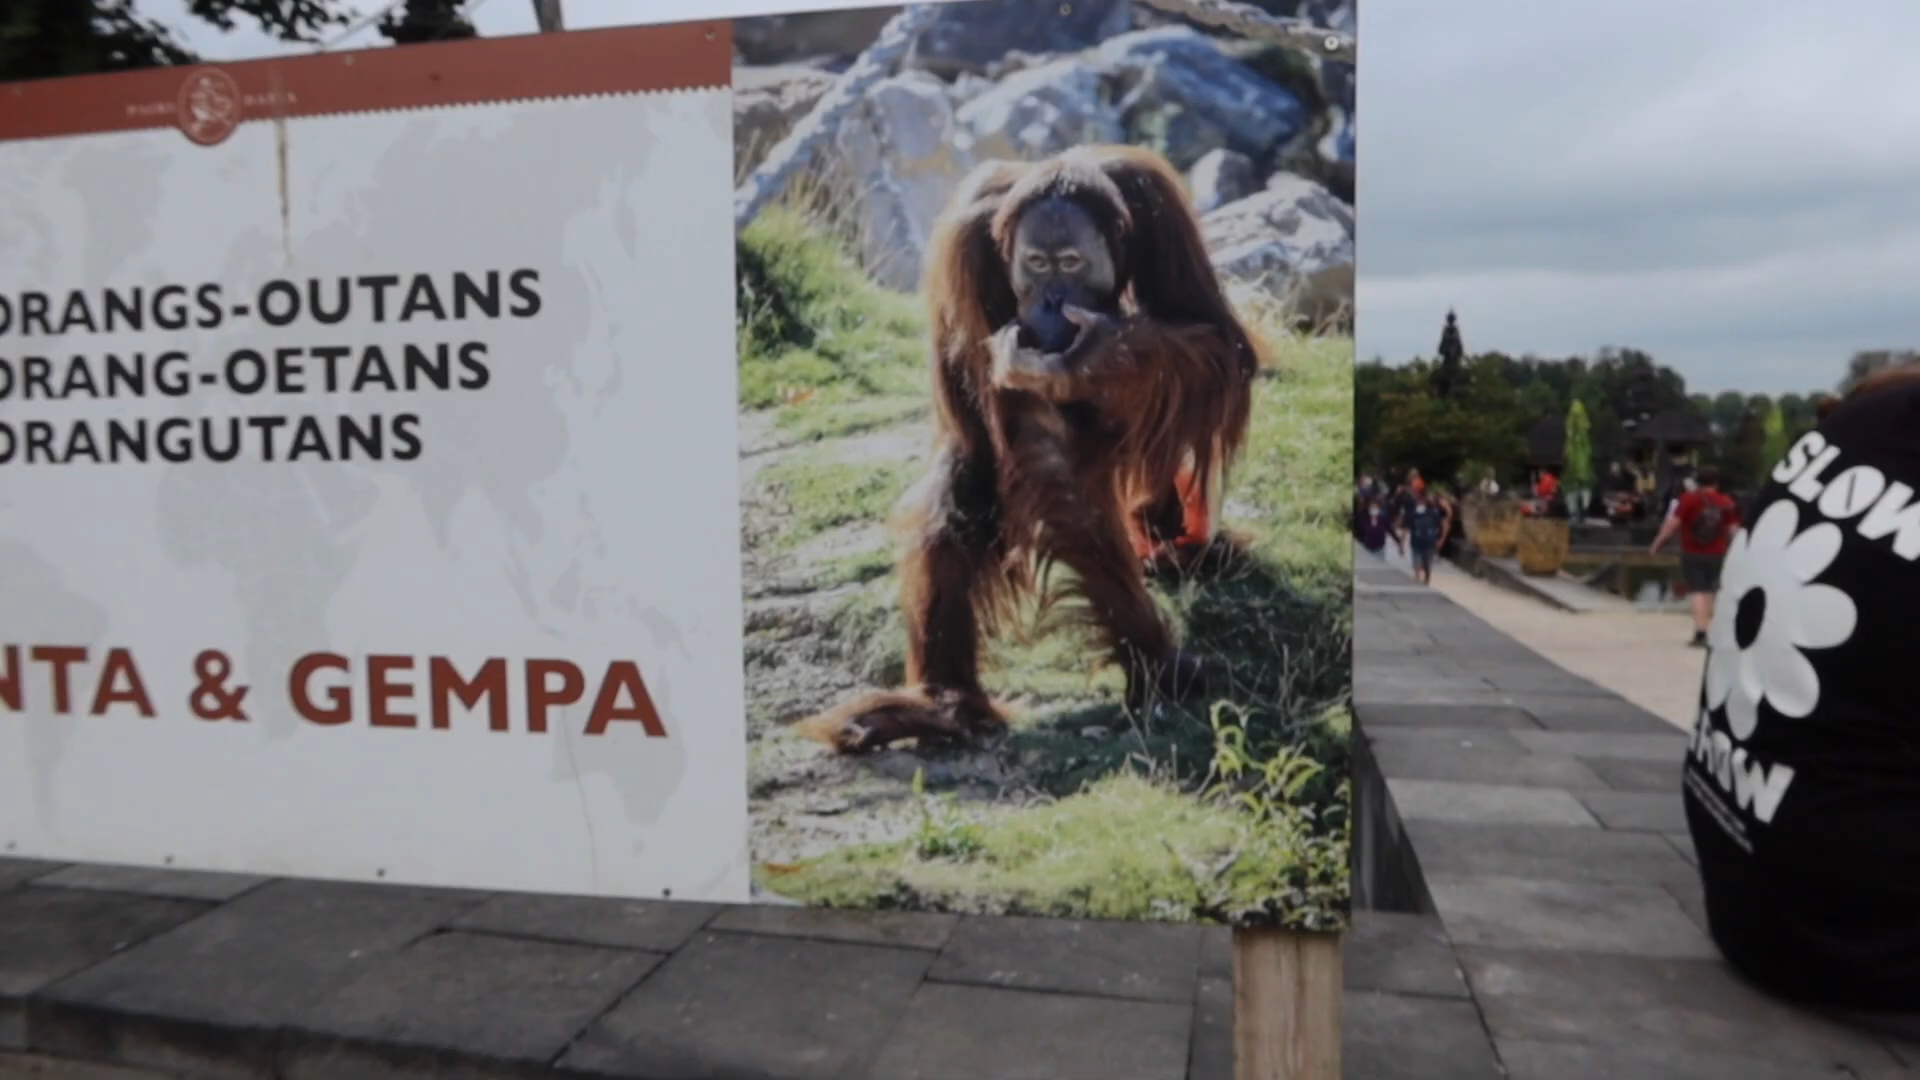 ORANGS-OUTANS
ORANG-OETANS
ORANGUTANS
NTA & GEMPA
SLOW